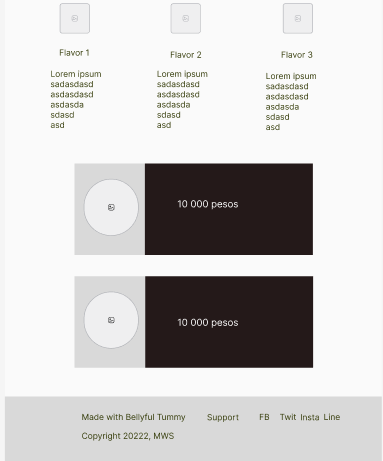 Flavor 1
Flavor 2
Flavor 3
Lorem ipsum
sadasdasd
asdasdasd
asdasda
sdasd
asd
Lorem ipsum
sadasdasd
asdasdasd
asdasda
sdasd
asd
Lorem ipsum
sadasdasd
asdasdasd
asdasda
sdasd
asd
10 000 pesos
10 000 pesos
Made with Bellyful Tummy
Support
FB
Twit
Insta
Line
Copyright 20222, MWS